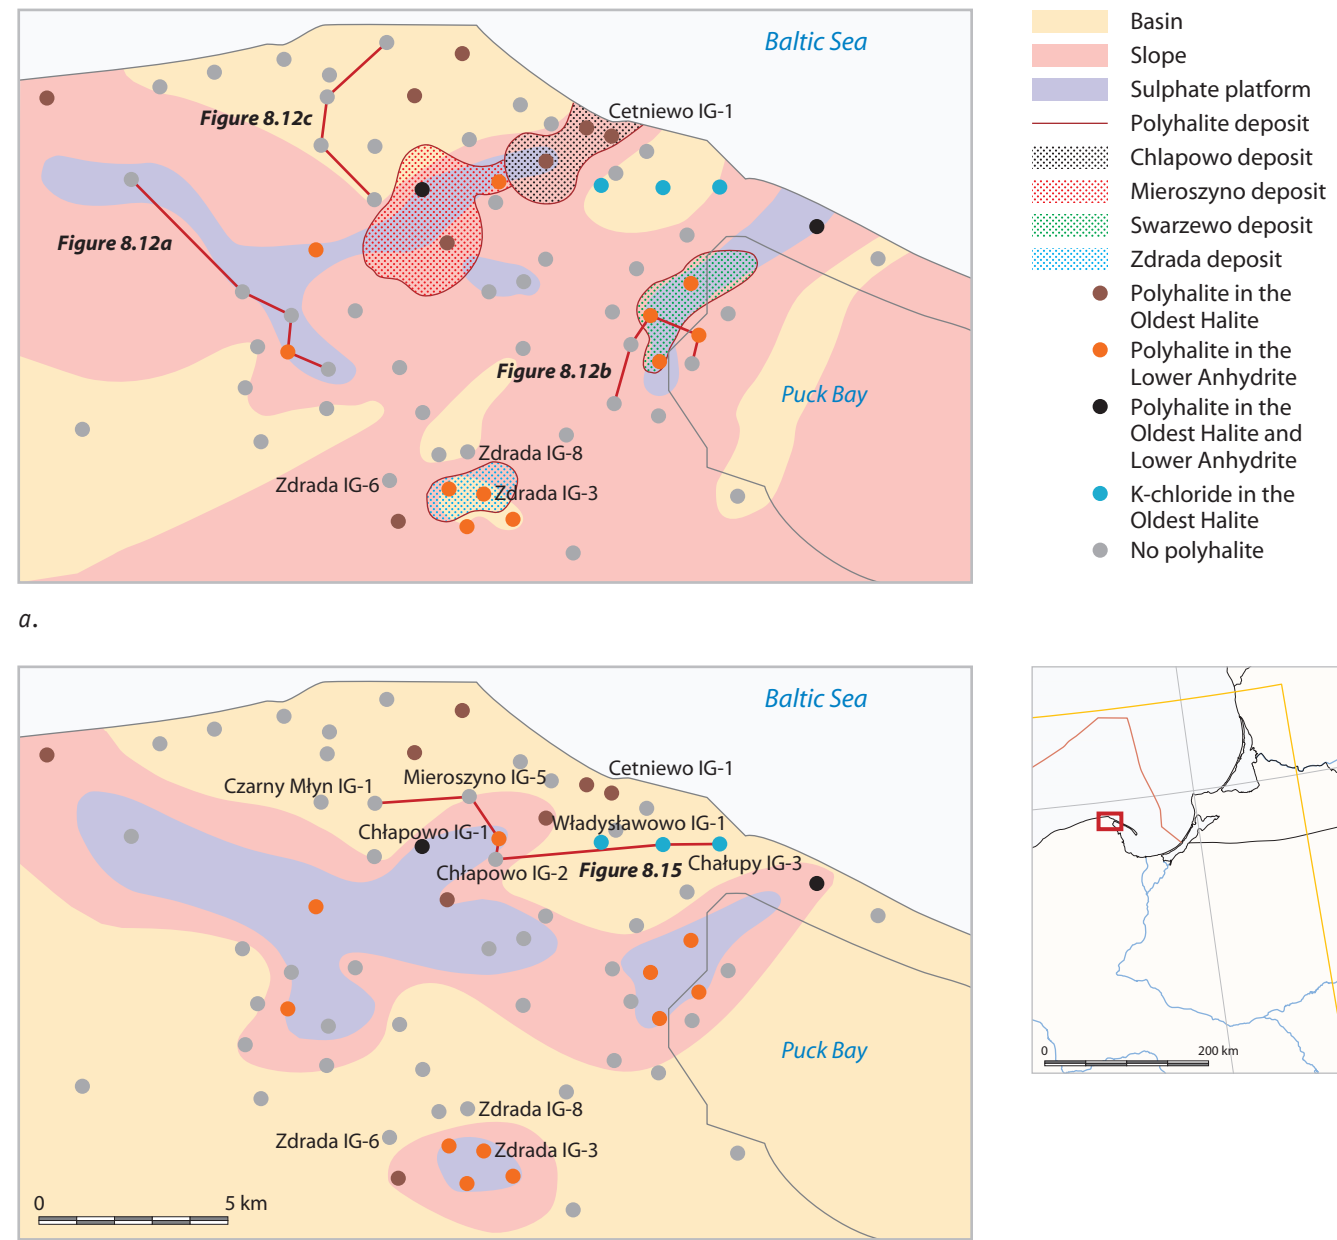 Baltic Sea
Cetniewo IG-1
Figure 8.12c
Figure 8.12a
Figure 8.12b
Puck Bay
Zdrada IG-8
Zdrada IG-6
Zdrada IG-3
Basin
Slope
Sulphate platform
Polyhalite deposit
Chlapowo deposit
Mieroszyno deposit
Swarzewo deposit
Zdrada deposit
Polyhalite in the
Oldest Halite
Polyhalite in the
Lower Anhydrite
Polyhalite in the
Oldest Halite and
Lower Anhydrite
K-chloride in the
Oldest Halite
No polyhalite
a.
Baltic Sea
Cetniewo IG-1
Mieroszyno IG-5
Czarny Młyn IG-1
Chłapowo IG-1
Władysławowo IG-1
Chłapowo IG-2
Figure 8.15
Chałupy IG-3
Puck Bay
Zdrada IG-8
Zdrada IG-6
Zdrada IG-3
0 5 km
0 200 km